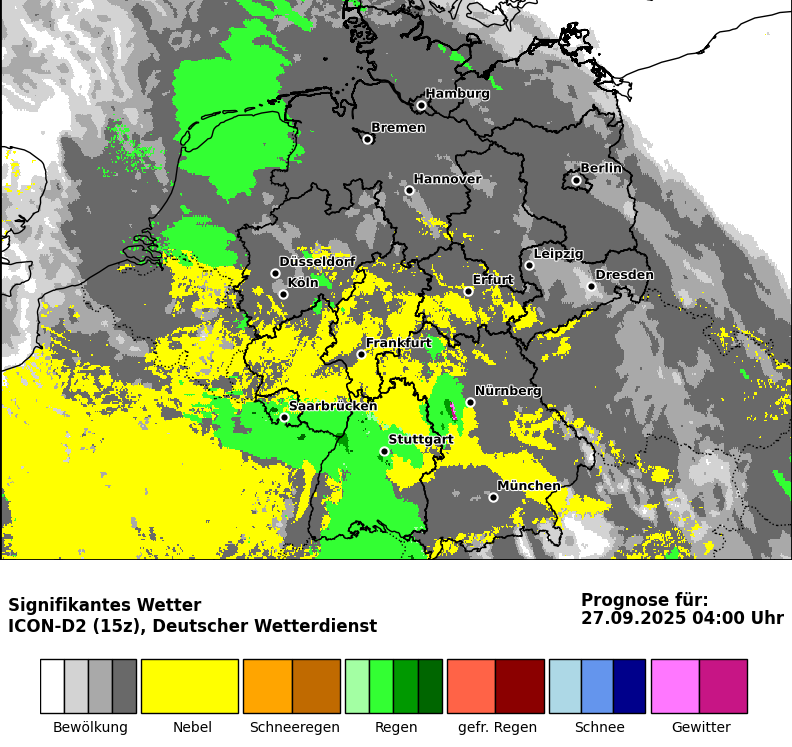 Hamburg
Bremen
Berlin
Hannover
Leipzig
Düsseldorf
Dresden
Köln
Erfurt
Frankfurt
Nürnberg
Saarbrücken
Stuttgart
München
Signifikantes Wetter
ICON-D2 (15z), Deutscher Wetterdienst
Prognose für:
27.09.2025 04:00 Uhr
Bewölkung Nebel Schneeregen Regen gefr. Regen Schnee Gewitter